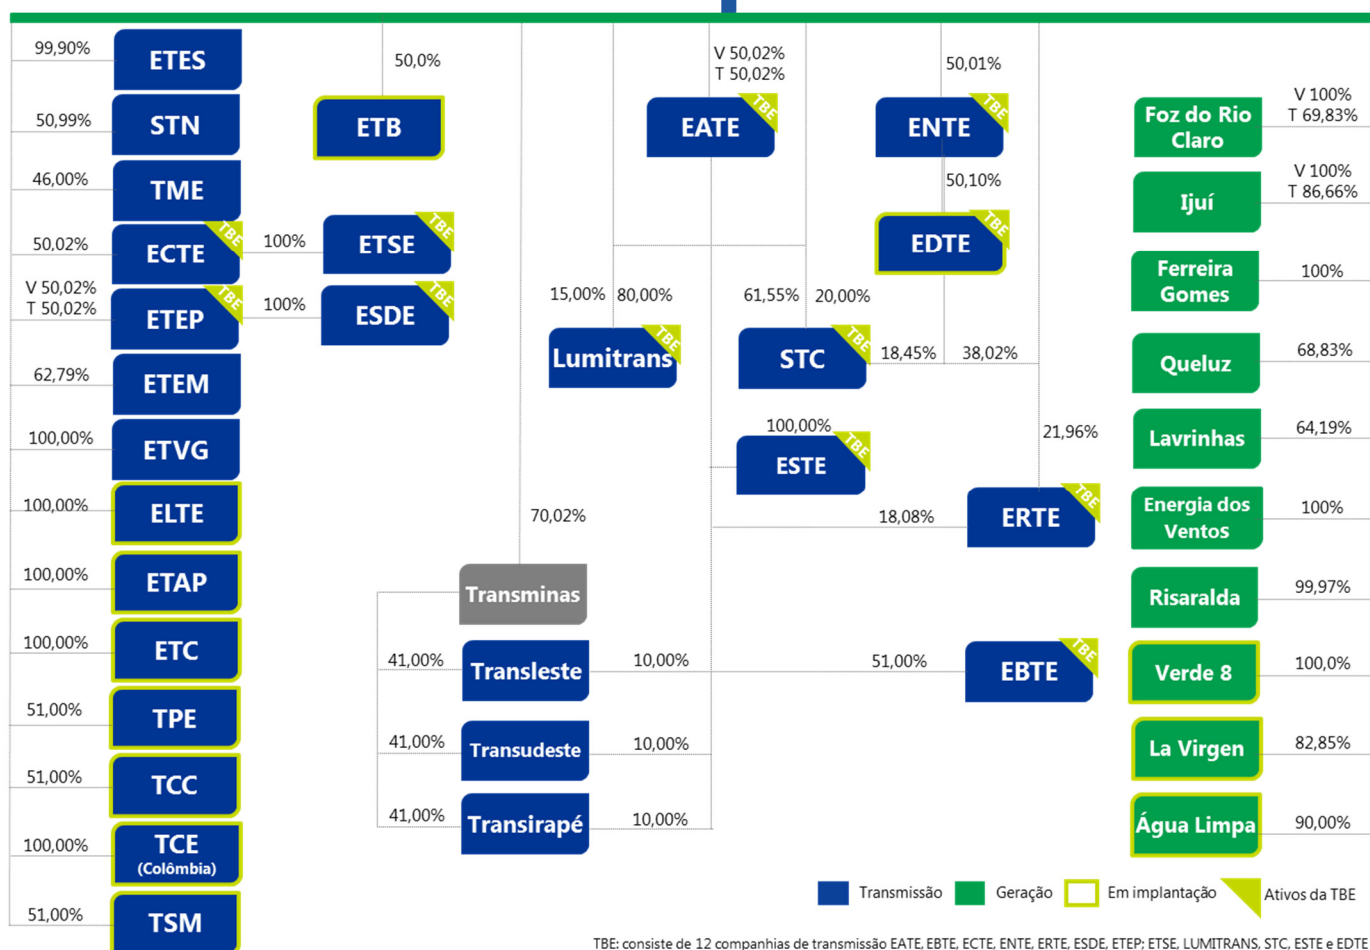 99,90%
ETES
50,99%
STN
46,00%
TME
50,02%
ECTE
TBE
100%
ETSE
TBE
V 50,02%
T 50,02%
ETEP
TBE
100%
ESDE
TBE
62,79%
ETEM
100,00%
ETVG
100,00%
ELTE
100,00%
ETAP
100,00%
ETC
51,00%
TPE
51,00%
TCC
100,00%
TCE
(Colômbia)
51,00%
TSM
50,0%
ETB
V 50,02%
T 50,02%
EATE
TBE
50,01%
ENTE
TBE
50,10%
EDTE
TBE
15,00%
80,00%
Lumitrans
TBE
61,55%
20,00%
STC
TBE
18,45%
38,02%
100,00%
ESTE
TBE
21,96%
18,08%
ERTE
TBE
70,02%
Transminas
41,00%
Transleste
10,00%
51,00%
EBTE
TBE
41,00%
Transudeste
10,00%
41,00%
Transirapé
10,00%
Foz do Rio
Claro
V 100%
T 69,83%
Ijuí
V 100%
T 86,66%
Ferreira
Gomes
100%
Queluz
68,83%
Lavrinhas
64,19%
Energia dos
Ventos
100%
Risaralda
99,97%
Verde 8
100,0%
La Virgen
82,85%
Água Limpa
90,00%
Transmissão
Geração
Em implantação
Ativos da TBE
TBE: consiste de 12 companhias de transmissão EATE, EBTE, ECTE, ENTE, ERTE, ESDE, ETEP; ETSE, LUMITRANS, STC, ESTE e EDTE